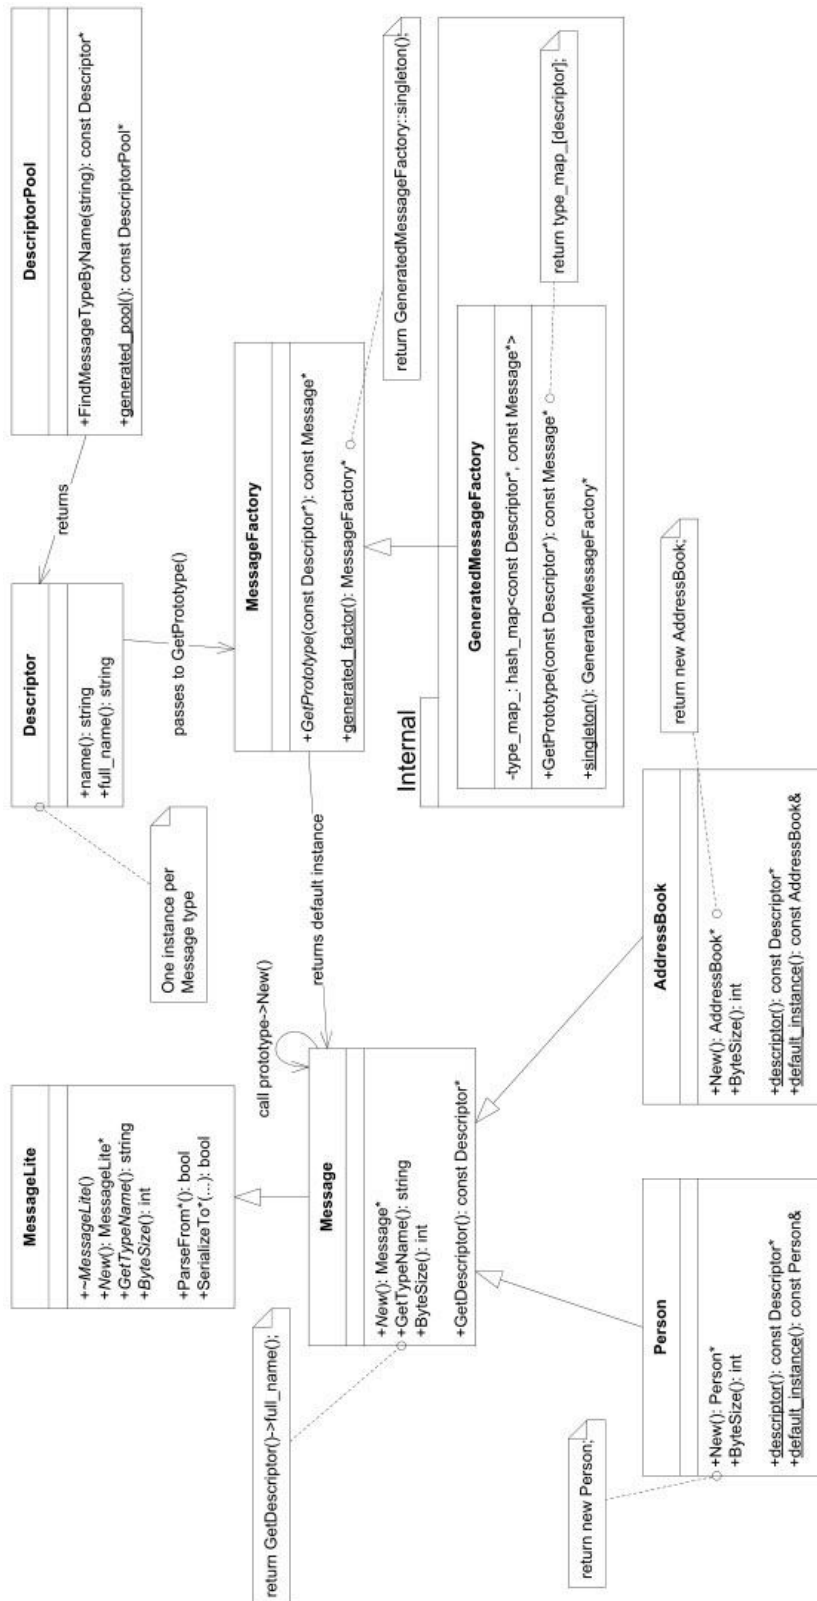 MessageLite
+~MessageLite()
+New(): MessageLite*
+GetTypeName(): string
+ByteSize(): int
+ParseFrom*(): bool
+SerializeTo*(...): bool
One instance per
Message type
Descriptor
+name(): string
+full_name(): string
returns
DescriptorPool
+FindMessageTypeByName(string): const Descriptor*
+generated_pool(): const DescriptorPool*
passes to GetPrototype()
return GetDescriptor()->full_name();
call prototype->New()
Message
+New(): Message*
+GetTypeName(): string
+ByteSize(): int
+GetDescriptor(): const Descriptor*
returns default instance
MessageFactory
+GetPrototype(const Descriptor*): const Message*
+generated_factor(): MessageFactory*
return GeneratedMessageFactory::singleton();
Internal
GeneratedMessageFactory
-type_map_: hash_map<const Descriptor*, const Message*>
+GetPrototype(const Descriptor*): const Message*
+singleton(): GeneratedMessageFactory*
return type_map_[descriptor];
return new Person;
Person
+New(): Person*
+ByteSize(): int
+descriptor(): const Descriptor*
+default_instance(): const Person&
AddressBook
+New(): AddressBook*
+ByteSize(): int
+descriptor(): const Descriptor*
+default_instance(): const AddressBook&
return new AddressBook;